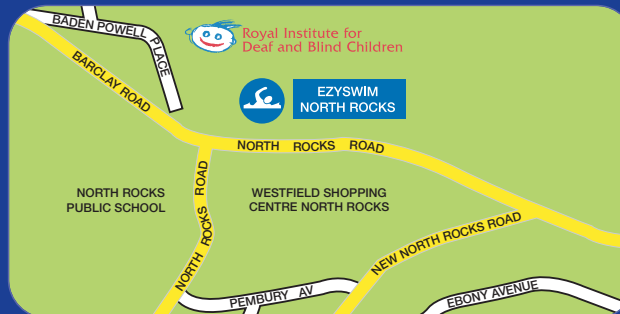 BADEN POWELL PLACE
Royal Institute for
Deaf and Blind Children
BARCLAY ROAD
EZYSWIM
NORTH ROCKS
NORTH ROCKS ROAD
NORTH ROCKS
PUBLIC SCHOOL
NORTH ROCKS ROAD
WESTFIELD SHOPPING
CENTRE NORTH ROCKS
NEW NORTH ROCKS ROAD
PEMBURY AV
EBONY AVENUE